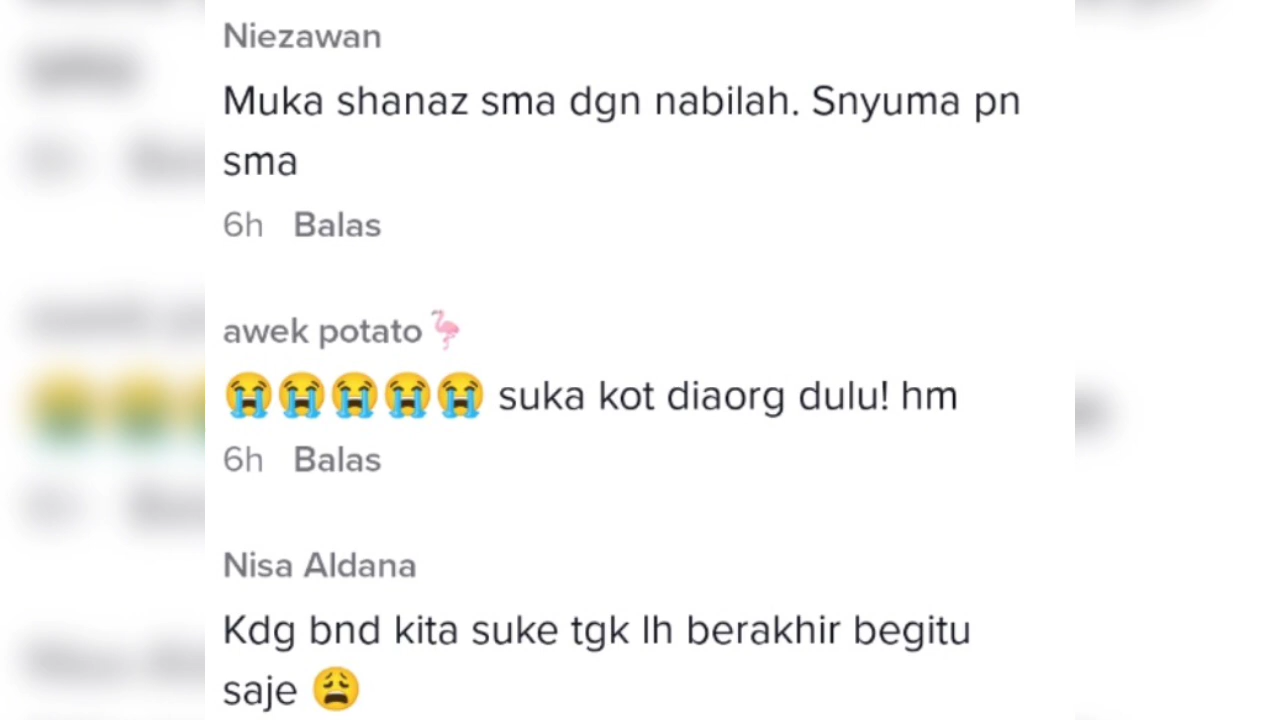 Niezawan
Muka shanaz sma dgn nabilah. Snyuma pn
sma
6h Balas
awek potato🦩
😭😭😭😭😭 suka kot diaorg dulu! hm
6h Balas
Nisa Aldana
Kdg bnd kita suke tgk lh berakhir begitu
saje 😩